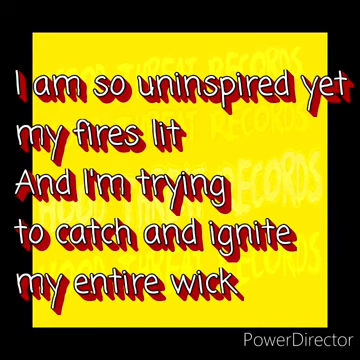 I am so uninspired yet
my fires lit
And I'm trying
to catch and ignite
my entire wick
PowerDirector